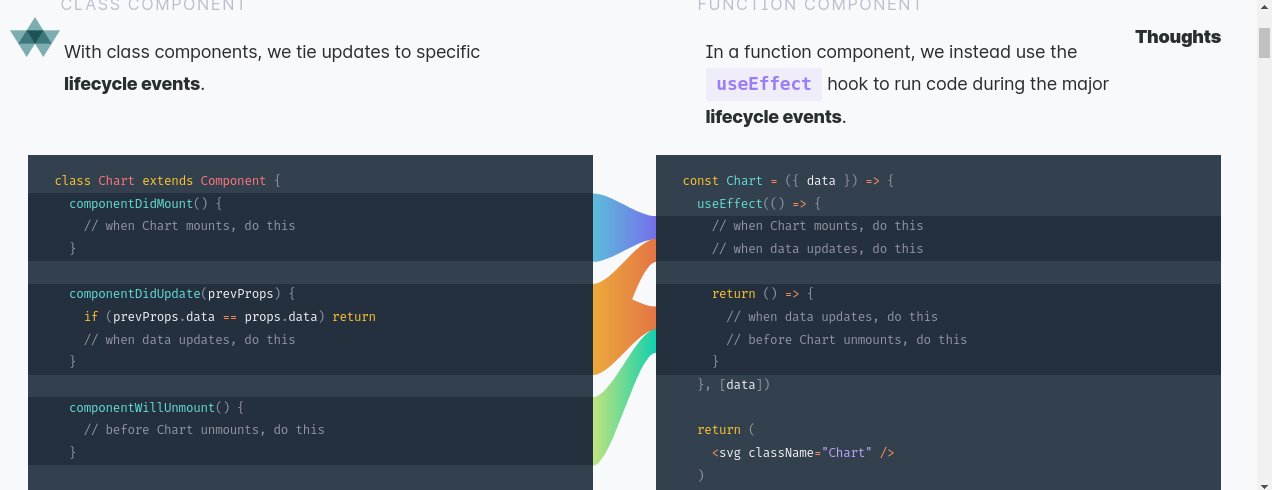 CLASS COMPONENT
With class components, we tie updates to specific
lifecycle events.
class Chart extends Component {
componentDidMount() {
// when Chart mounts, do this
}
componentDidUpdate(prevProps) {
if (prevProps.data == props.data) return
// when data updates, do this
}
componentWillUnmount() {
// before Chart unmounts, do this
}
FUNCTION COMPONENT
Thoughts
In a function component, we instead use the
useEffect hook to run code during the major
lifecycle events.
const Chart = ({ data }) => {
useEffect(() => {
// when Chart mounts, do this
// when data updates, do this
return () => {
// when data updates, do this
// before Chart unmounts, do this
}
}, [data])
return (
<svg className="Chart" />
)